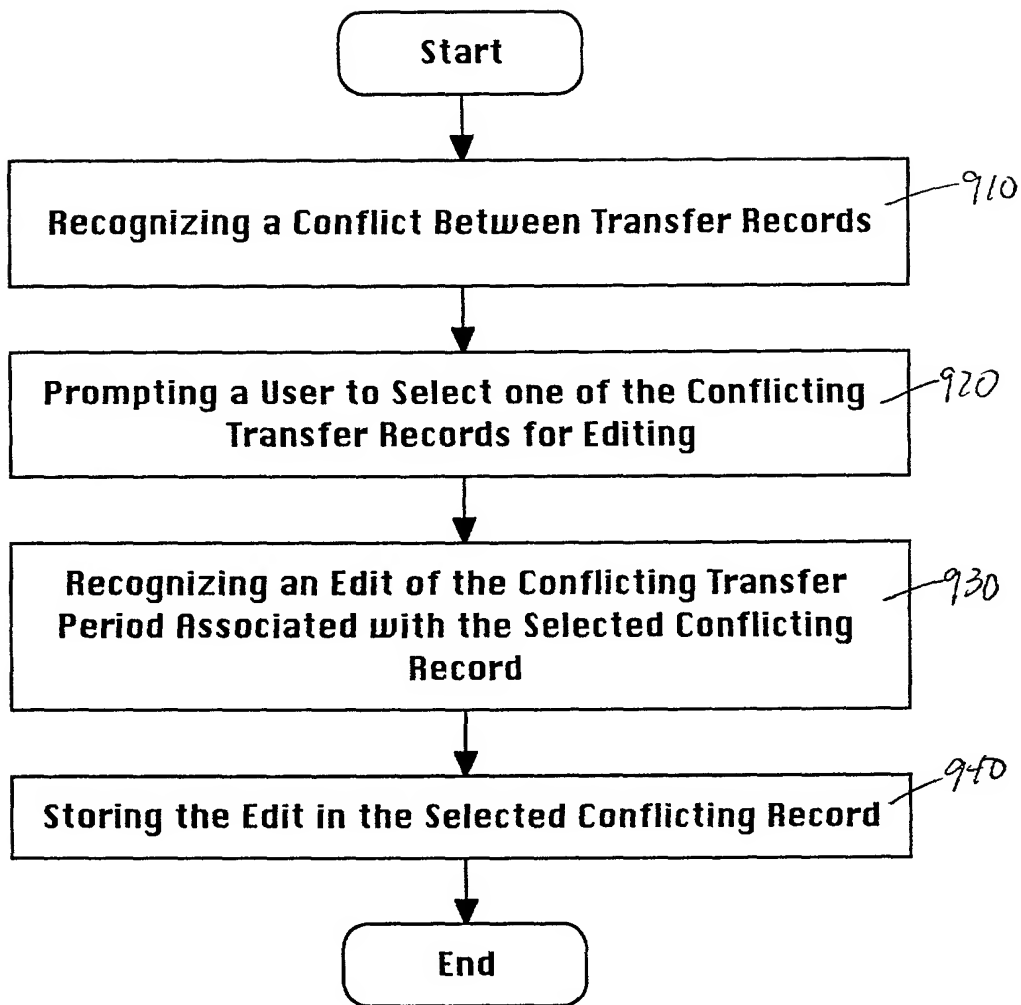 Start
Recognizing a Conflict Between Transfer Records
910
Prompting a User to Select one of the Conflicting
Transfer Records for Editing
920
Recognizing an Edit of the Conflicting Transfer
Period Associated with the Selected Conflicting
Record
930
Storing the Edit in the Selected Conflicting Record
940
End